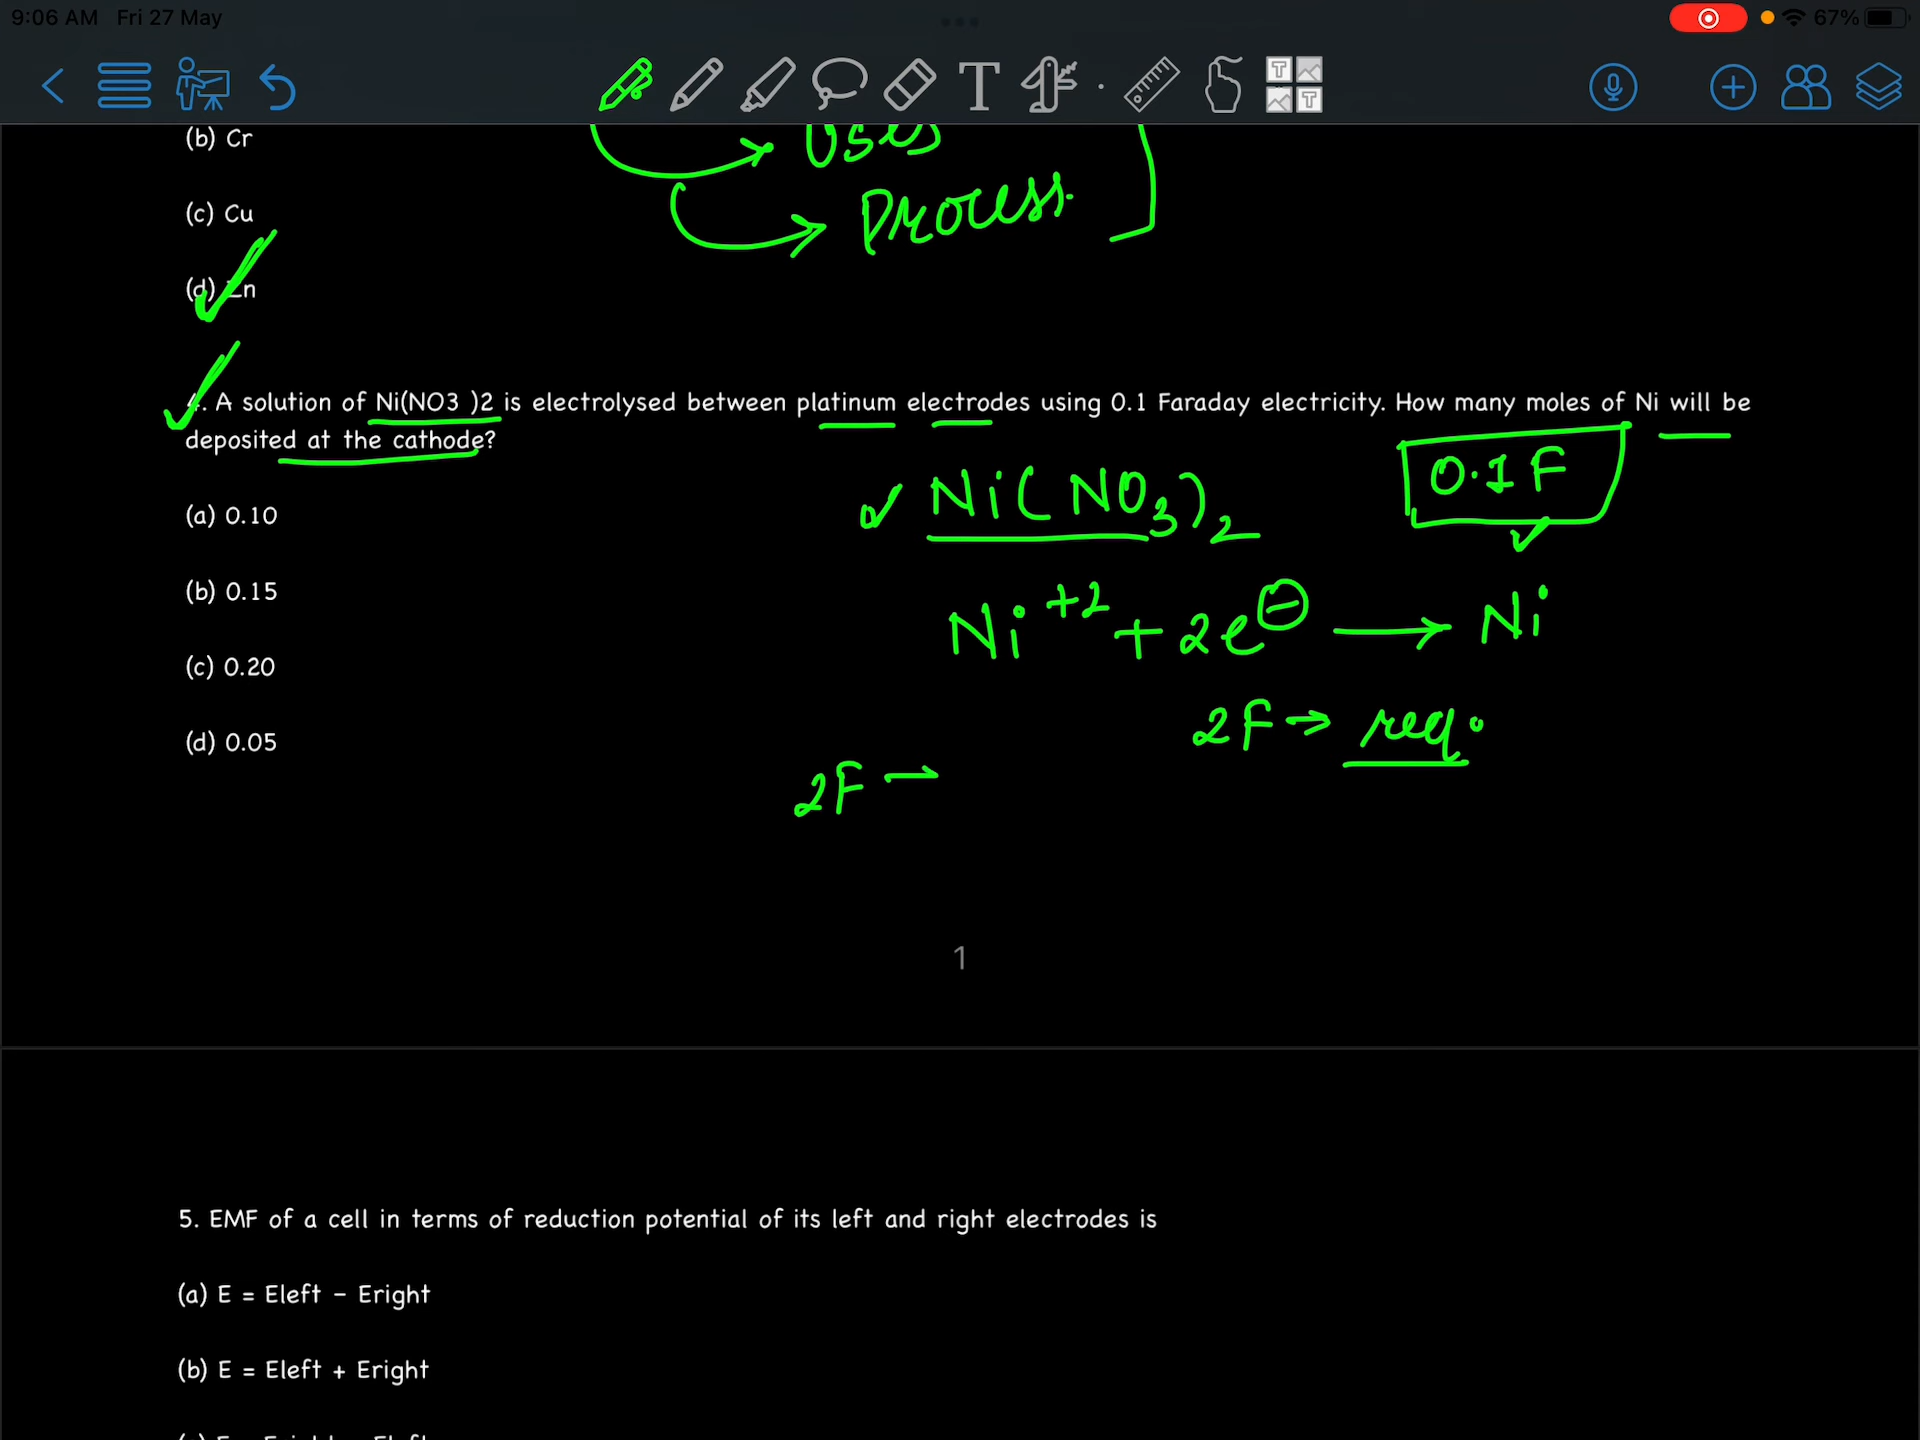 9:06 AM Fri 27 May
67%
T
(b) Cr
Uses
(c) Cu
Process.
(d) Zn
4. A solution of Ni(NO3 )2 is electrolysed between platinum electrodes using 0.1 Faraday electricity. How many moles of Ni will be
deposited at the cathode?
0.1 F
Ni(NO3)2
(a) 0.10
(b) 0.15
Ni+2 + 2e⊖ → Ni
(c) 0.20
2F → req.
(d) 0.05
2F –
1
5. EMF of a cell in terms of reduction potential of its left and right electrodes is
(a) E = Eleft - Eright
(b) E = Eleft + Eright